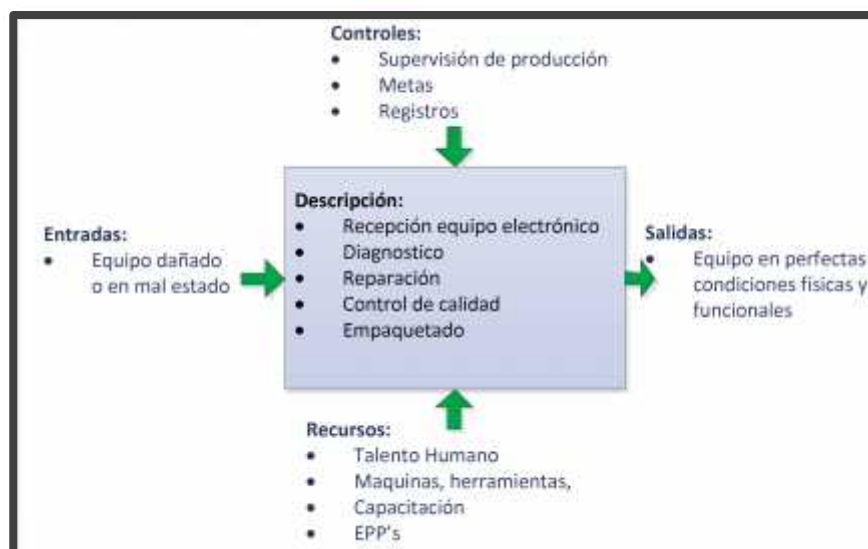 Controles:
• Supervisión de producción
• Metas
• Registros
Descripción:
• Recepción equipo electrónico
• Diagnostico
• Reparación
• Control de calidad
• Empaquetado
Entradas:
• Equipo dañado
o en mal estado
Salidas:
• Equipo en perfectas
condiciones físicas y
funcionales
Recursos:
• Talento Humano
• Maquinas, herramientas,
• Capacitación
• EPP's